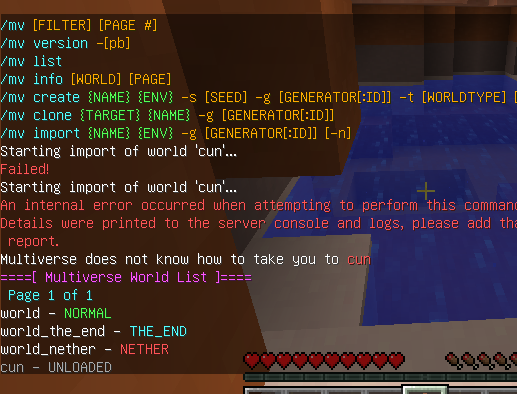 /mv [FILTER] [PAGE #]
/mv version -[pb]
/mv list
/mv info [WORLD] [PAGE]
/mv create {NAME} {ENV} -s [SEED] -g [GENERATOR[:ID]] -t [WORLDTYPE] [
/mv clone {TARGET} {NAME} -g [GENERATOR[:ID]]
/mv import {NAME} {ENV} -g [GENERATOR[:ID]] [-n]
Starting import of world 'cun'...
Failed!
Starting import of world 'cun'...
An internal error occurred when attempting to perform this comman
Details were printed to the server console and logs, please add tha
report.
Multiverse does not know how to take you to cun
====[ Multiverse World List ]====
Page 1 of 1
world - NORMAL
world_the_end - THE_END
world_nether - NETHER
cun - UNLOADED